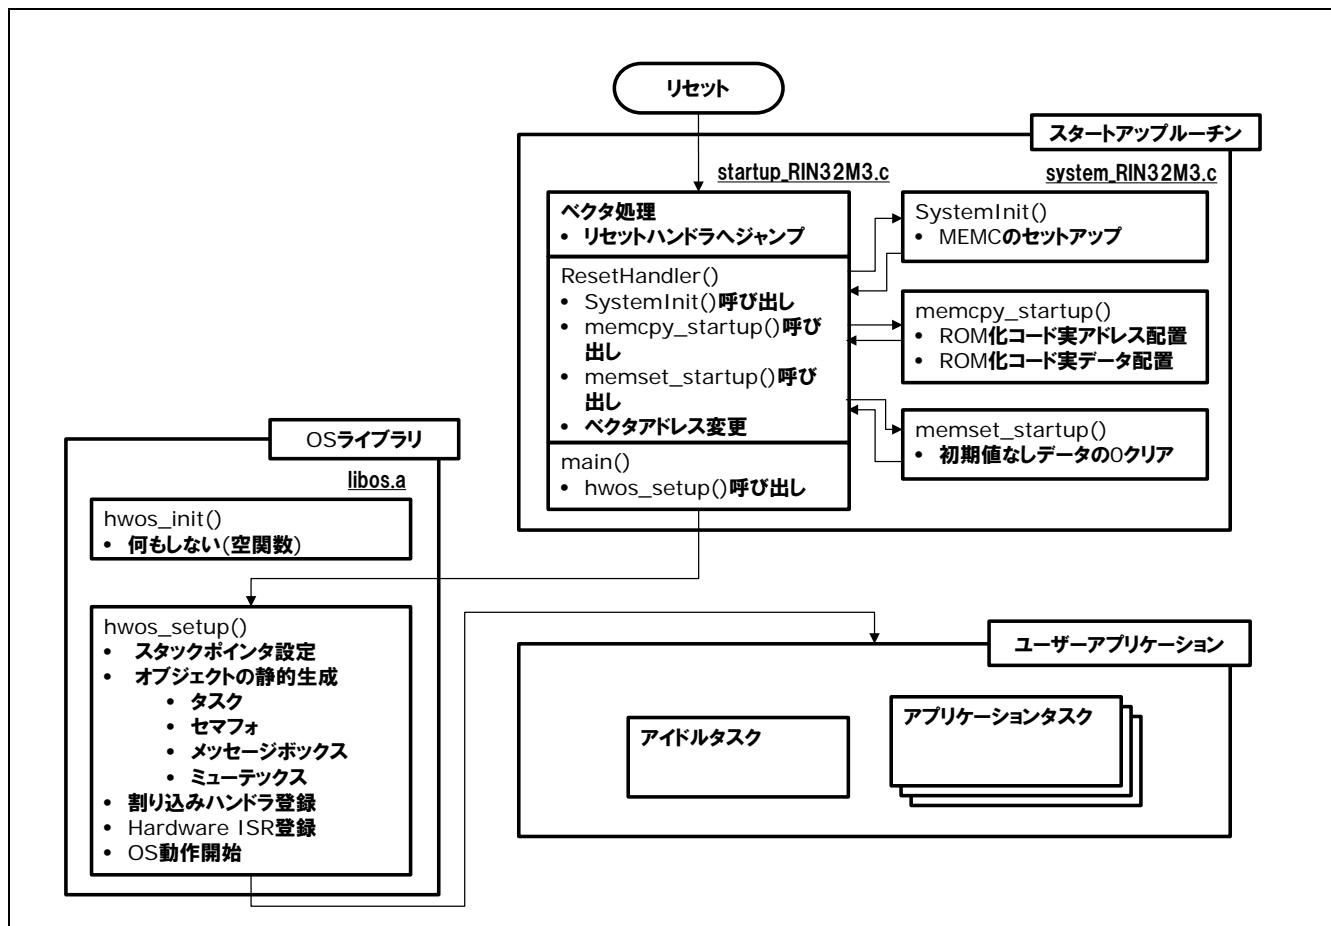 リセット
スタートアップルーチン
startup_RIN32M3.c
system_RIN32M3.c
ベクタ処理
• リセットハンドラへジャンプ
ResetHandler()
• SystemInit()呼び出し
• memcpy_startup()呼び
出し
• memset_startup()呼び
出し
• ベクタアドレス変更
main()
• hwos_setup()呼び出し
SystemInit()
• MEMCのセットアップ
memcpy_startup()
• ROM化コード実アドレス配置
• ROM化コード実データ配置
memset_startup()
• 初期値なしデータの0クリア
OSライブラリ
libos.a
hwos_init()
• 何もしない(空関数)
hwos_setup()
• スタックポインタ設定
• オブジェクトの静的生成
• タスク
• セマフォ
• メッセージボックス
• ミューテックス
• 割り込みハンドラ登録
• Hardware ISR登録
• OS動作開始
ユーザーアプリケーション
アイドルタスク
アプリケーションタスク